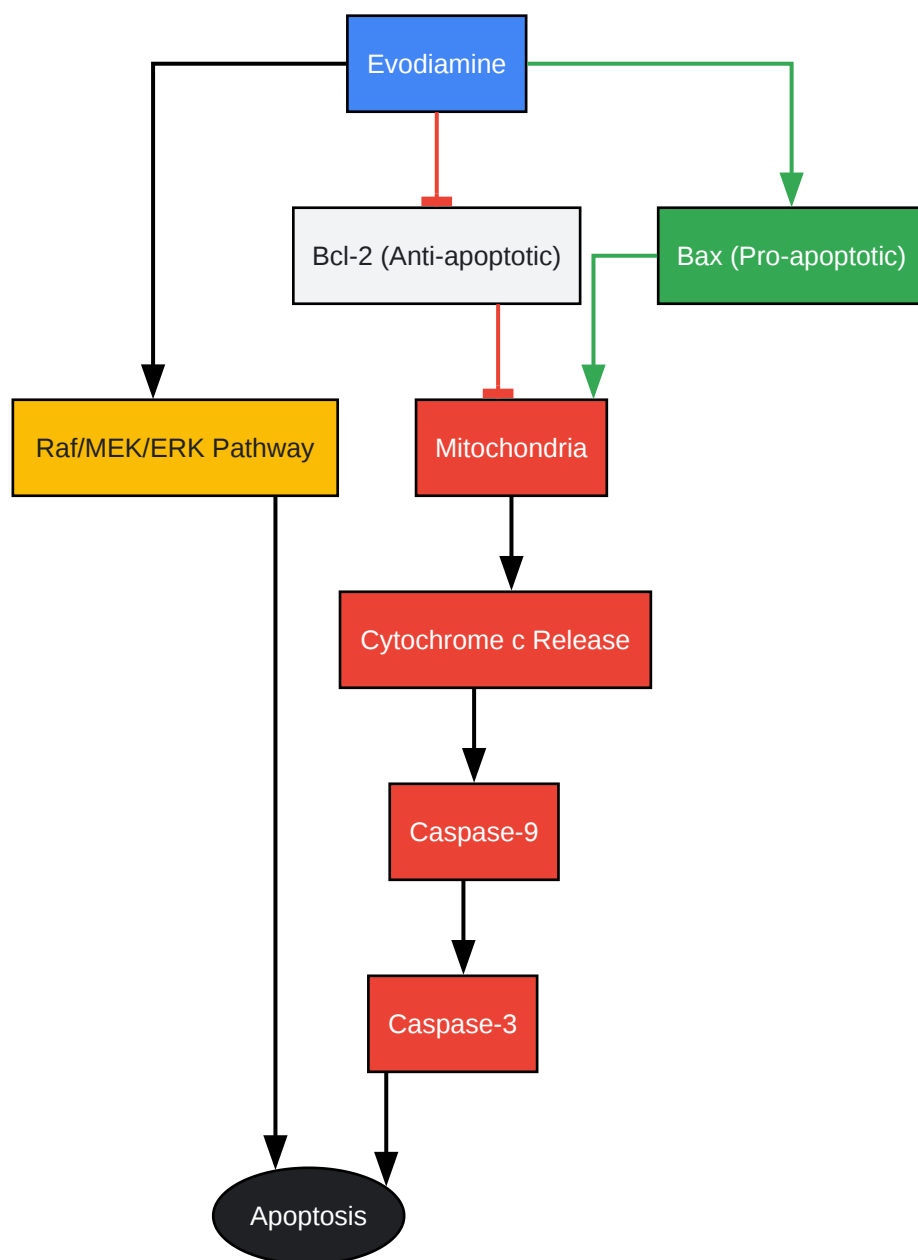 Evodiamine
Bcl-2 (Anti-apoptotic)
Bax (Pro-apoptotic)
Raf/MEK/ERK Pathway
Mitochondria
Cytochrome c Release
Caspase-9
Caspase-3
Apoptosis